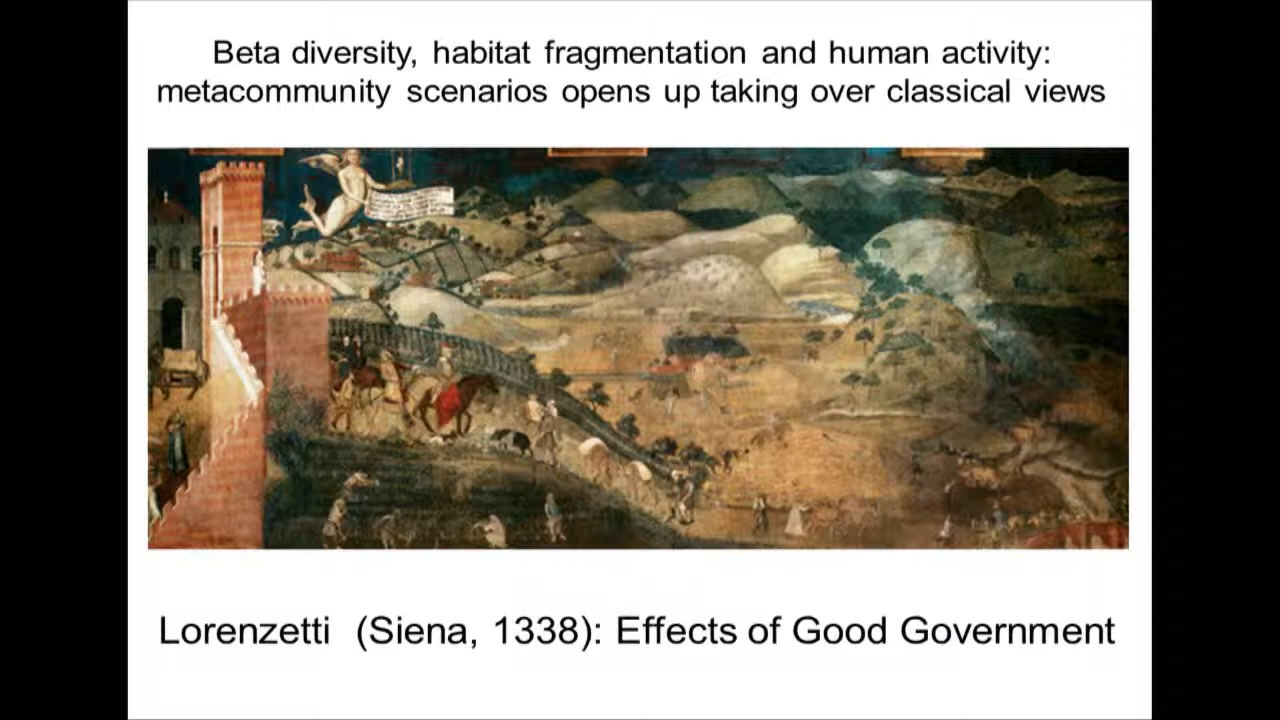 Beta diversity, habitat fragmentation and human activity:
metacommunity scenarios opens up taking over classical views
Lorenzetti (Siena, 1338): Effects of Good Government